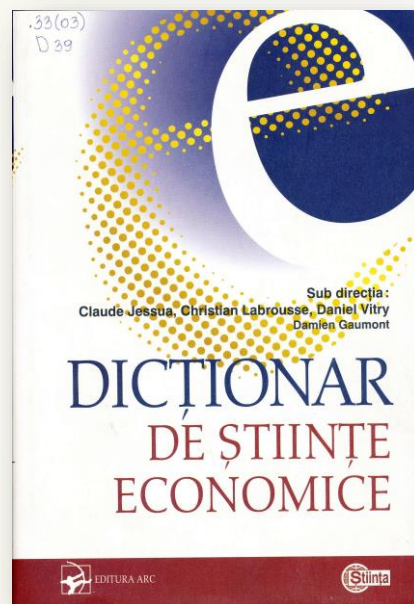 .33(03)
D 39
e
Sub direcția:
Claude Jessua, Christian Labrousse, Daniel Vitry
Damien Gaumont
DICȚIONAR
DE ȘTIINȚE
ECONOMICE
EDITURA ARC
Știința